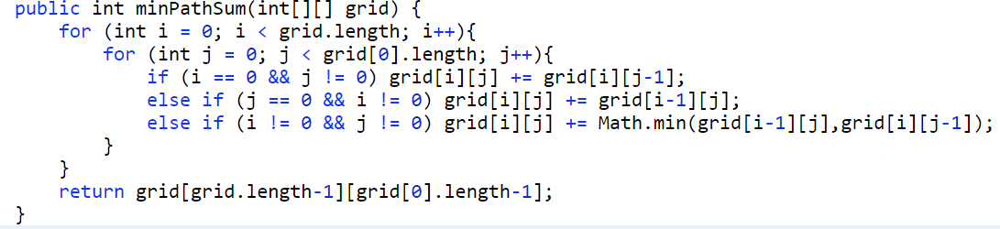 public int minPathSum(int[][] grid) {
    for (int i = 0; i < grid.length; i++){
        for (int j = 0; j < grid[0].length; j++){
            if (i == 0 && j != 0) grid[i][j] += grid[i][j-1];
            else if (j == 0 && i != 0) grid[i][j] += grid[i-1][j];
            else if (i != 0 && j != 0) grid[i][j] += Math.min(grid[i-1][j],grid[i][j-1]);
        }
    }
    return grid[grid.length-1][grid[0].length-1];
}